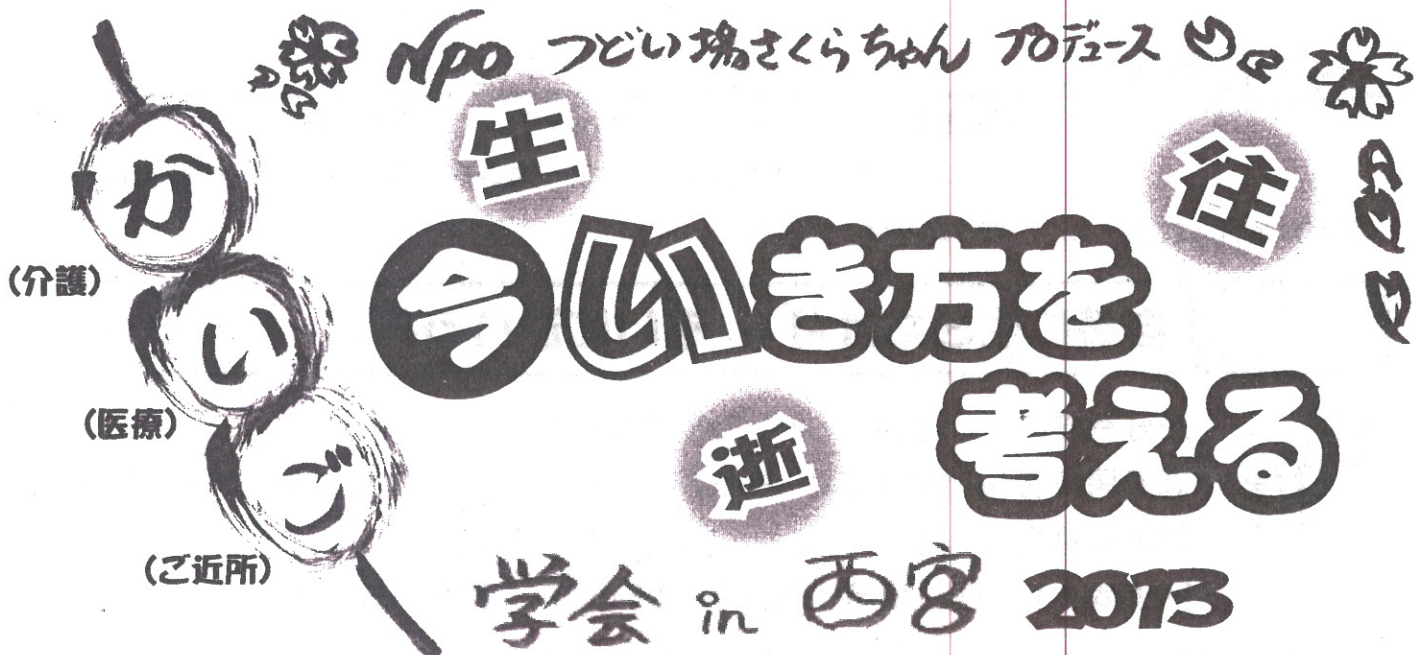 NPO つどい場さくらちゃん プロデュース
か
(介護)
い
(医療)
ご
(ご近所)
生
往
今いき方を
逝
考える
学会 in 西宮 2013